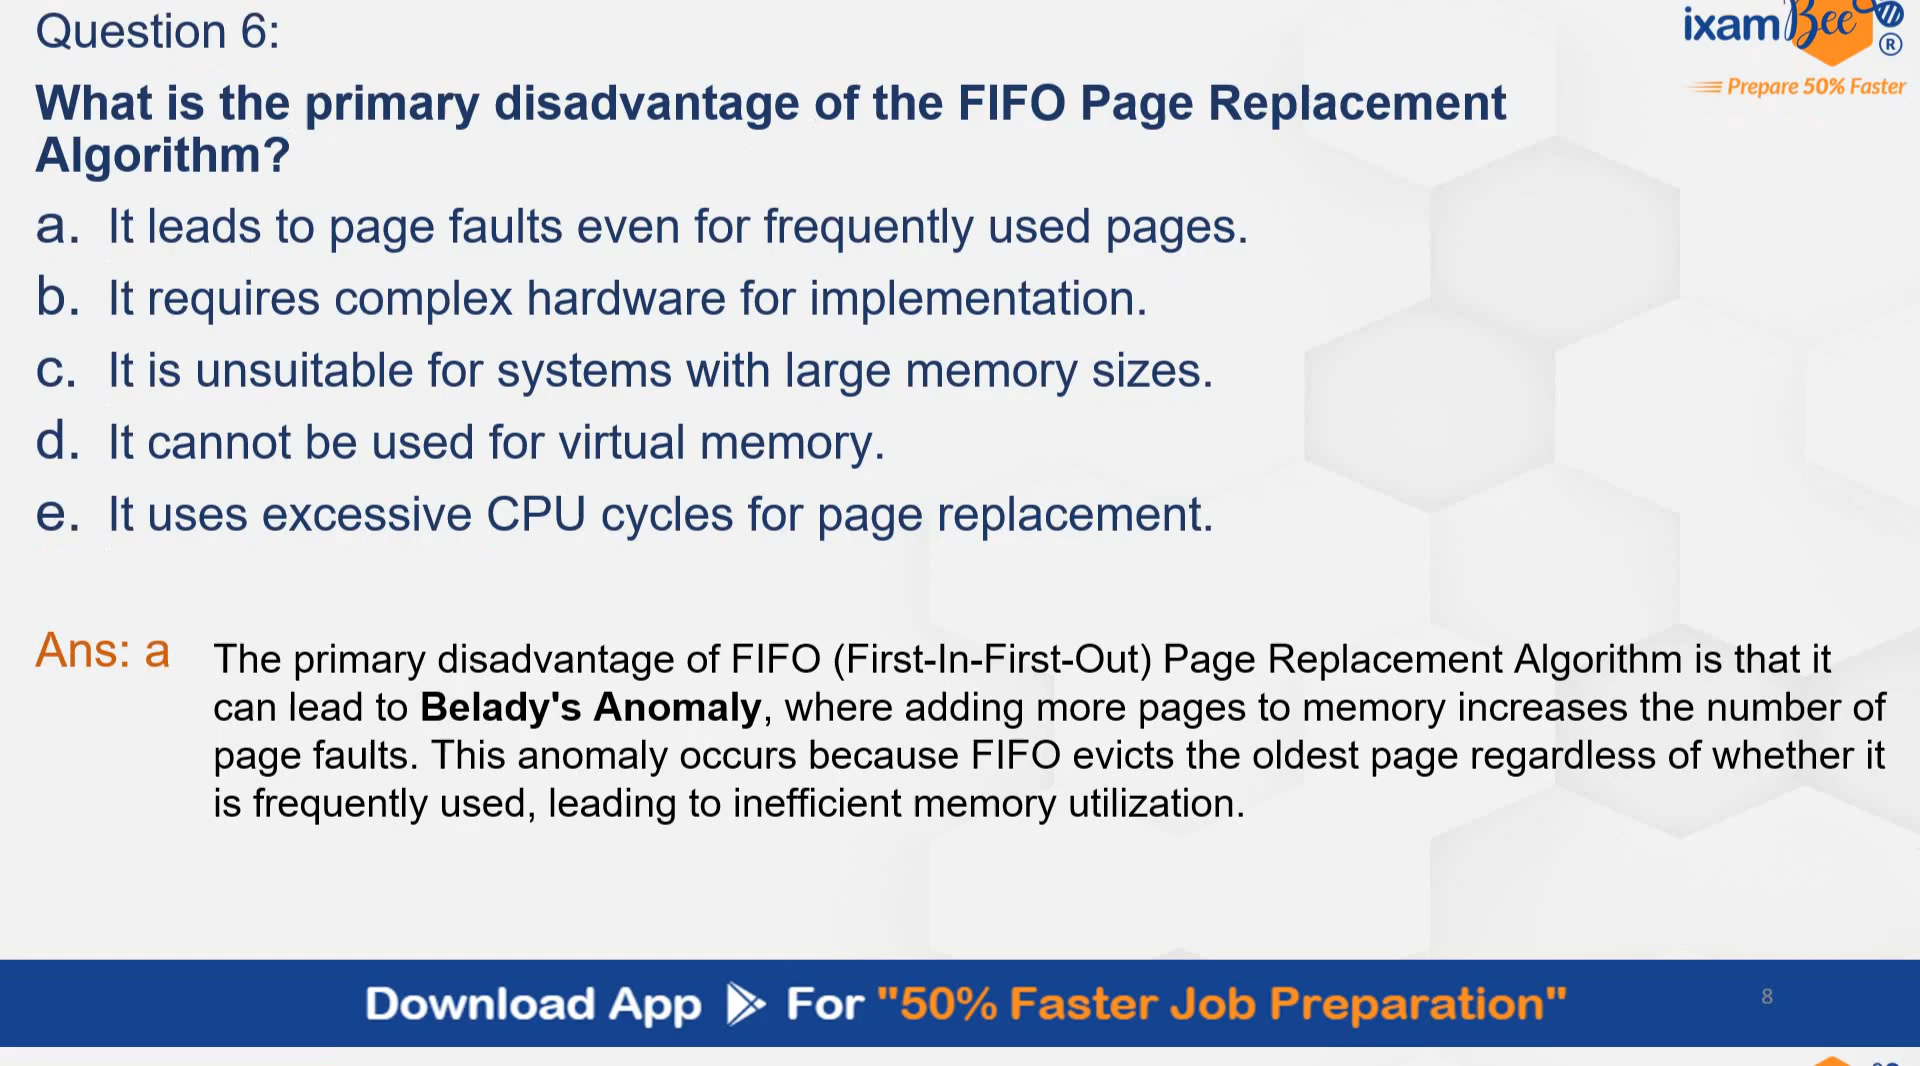 Question 6:
ixamBee
®
Prepare 50% Faster
What is the primary disadvantage of the FIFO Page Replacement
Algorithm?
a. It leads to page faults even for frequently used pages.
b. It requires complex hardware for implementation.
c. It is unsuitable for systems with large memory sizes.
d. It cannot be used for virtual memory.
e. It uses excessive CPU cycles for page replacement.
Ans: a
The primary disadvantage of FIFO (First-In-First-Out) Page Replacement Algorithm is that it
can lead to Belady's Anomaly, where adding more pages to memory increases the number of
page faults. This anomaly occurs because FIFO evicts the oldest page regardless of whether it
is frequently used, leading to inefficient memory utilization.
Download App For "50% Faster Job Preparation"
8